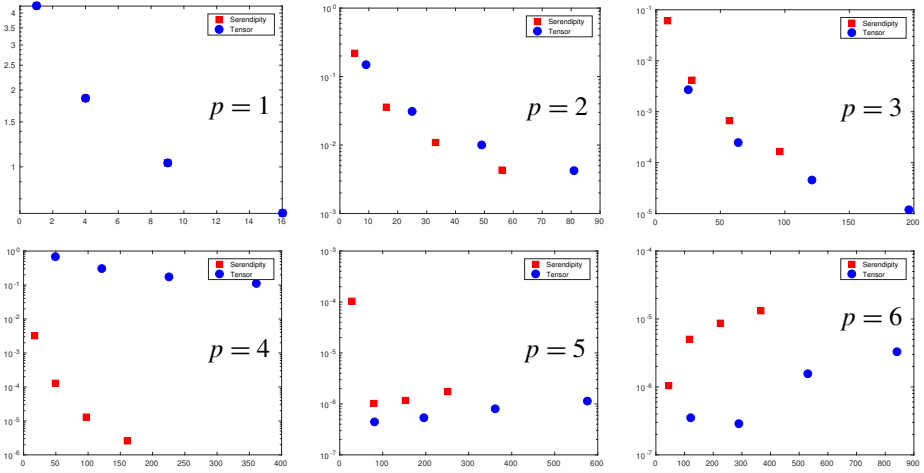 4
3.5
3
2.5
2
1.5
1
0 2 4 6 8 10 12 14 16
Serendipity
Tensor
p = 1
10^0
10^-1
10^-2
10^-3
0 10 20 30 40 50 60 70 80 90
Serendipity
Tensor
p = 2
10^-1
10^-2
10^-3
10^-4
10^-5
0 50 100 150 200
Serendipity
Tensor
p = 3
10^0
10^-1
10^-2
10^-3
10^-4
10^-5
10^-6
0 50 100 150 200 250 300 350 400
Serendipity
Tensor
p = 4
10^-3
10^-4
10^-5
10^-6
10^-7
0 100 200 300 400 500 600
Serendipity
Tensor
p = 5
10^-4
10^-5
10^-6
10^-7
0 100 200 300 400 500 600 700 800 900
Serendipity
Tensor
p = 6